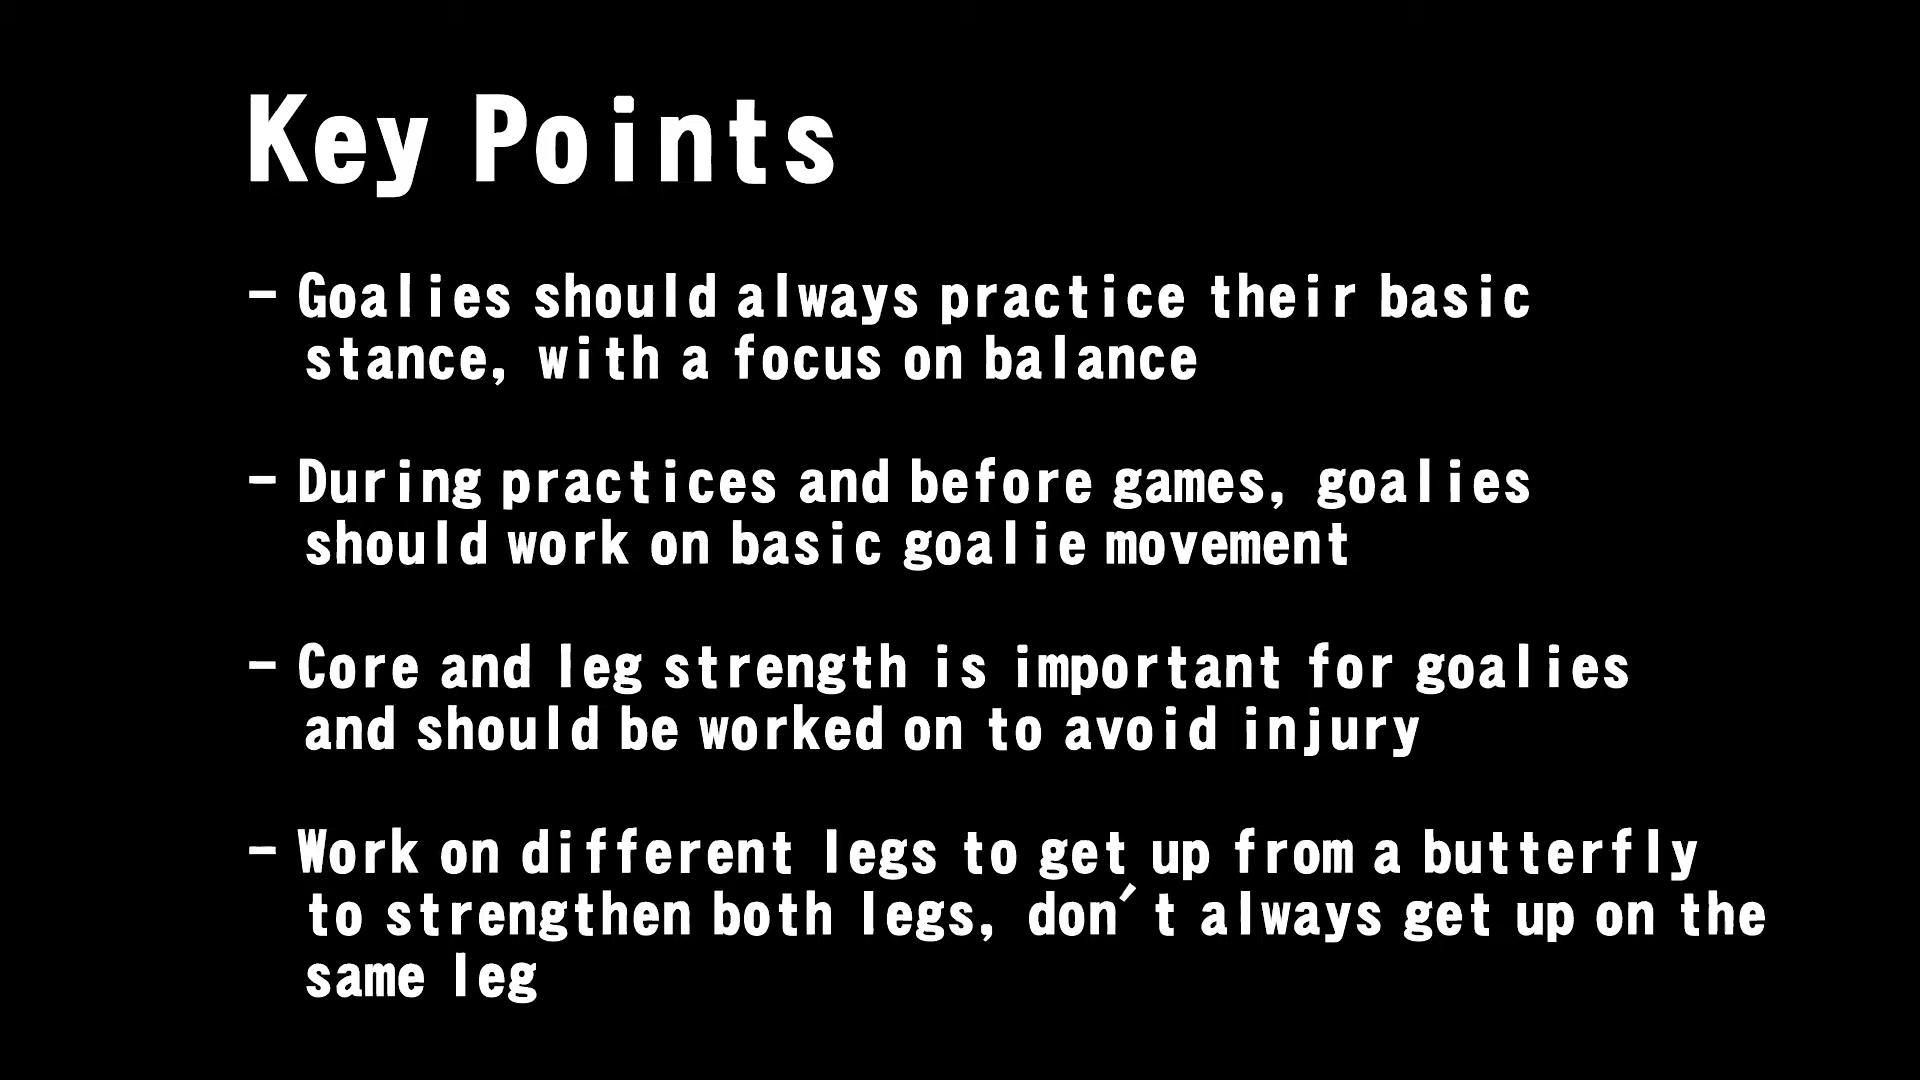 Key Points
- Goalies should always practice their basic
stance, with a focus on balance
- During practices and before games, goalies
should work on basic goalie movement
- Core and leg strength is important for goalies
and should be worked on to avoid injury
- Work on different legs to get up from a butterfly
to strengthen both legs, don't always get up on the
same leg